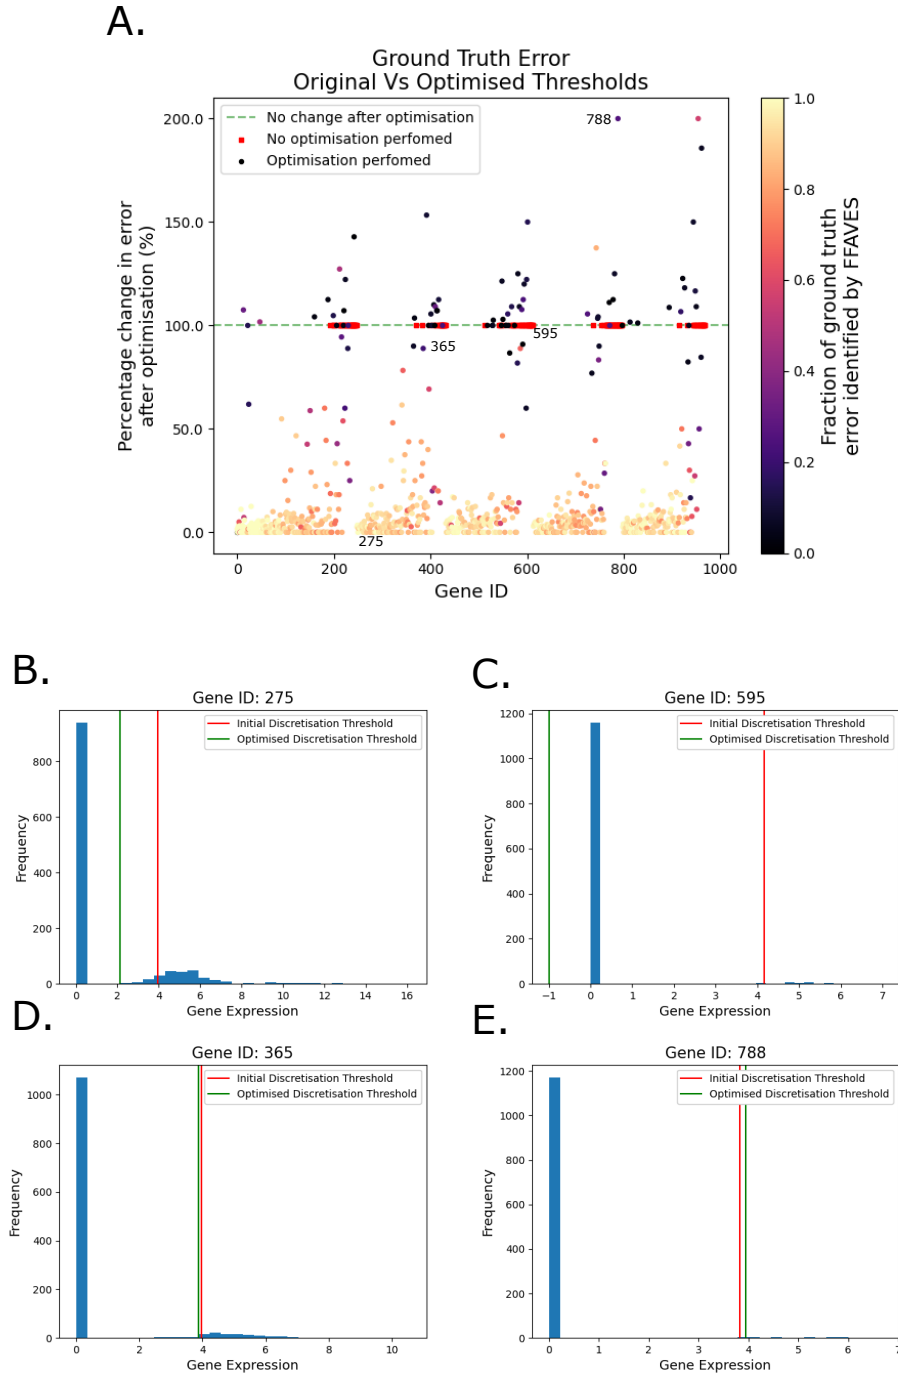 A.
Ground Truth Error
Original Vs Optimised Thresholds
No change after optimisation
No optimisation perfomed
Optimisation perfomed
788
365
595
275
200.0
150.0
100.0
50.0
0.0
Percentage change in error
after optimisation (%)
0 200 400 600 800 1000
Gene ID
1.0
0.8
0.6
0.4
0.2
0.0
Fraction of ground truth
error identified by FFAVES
B.
Gene ID: 275
Initial Discretisation Threshold
Optimised Discretisation Threshold
800
600
400
200
0
Frequency
0 2 4 6 8 10 12 14 16
Gene Expression
C.
Gene ID: 595
Initial Discretisation Threshold
Optimised Discretisation Threshold
1200
1000
800
600
400
200
0
Frequency
−1 0 1 2 3 4 5 6 7
Gene Expression
D.
Gene ID: 365
Initial Discretisation Threshold
Optimised Discretisation Threshold
1000
800
600
400
200
0
Frequency
0 2 4 6 8 10
Gene Expression
E.
Gene ID: 788
Initial Discretisation Threshold
Optimised Discretisation Threshold
1200
1000
800
600
400
200
0
Frequency
0 1 2 3 4 5 6 7
Gene Expression